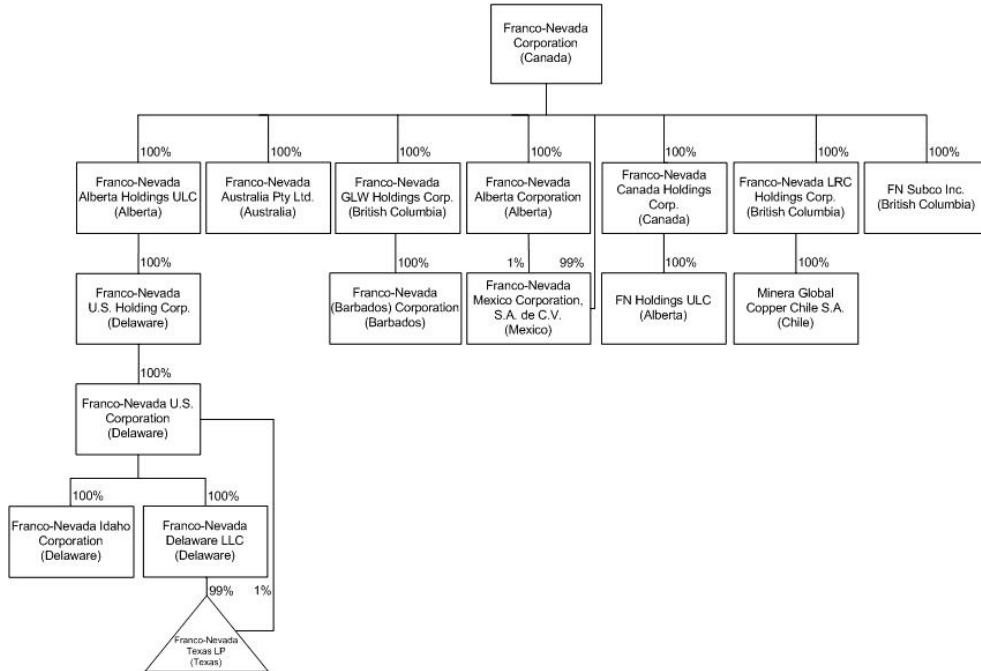 Franco-Nevada
Corporation
(Canada)
100%
100%
100%
100%
100%
100%
100%
Franco-Nevada
Alberta Holdings ULC
(Alberta)
Franco-Nevada
Australia Pty Ltd.
(Australia)
Franco-Nevada
GLW Holdings Corp.
(British Columbia)
Franco-Nevada
Alberta Corporation
(Alberta)
Franco-Nevada
Canada Holdings
Corp.
(Canada)
Franco-Nevada LRC
Holdings Corp.
(British Columbia)
FN Subco Inc.
(British Columbia)
100%
100%
1%
99%
100%
100%
Franco-Nevada
U.S. Holding Corp.
(Delaware)
Franco-Nevada
(Barbados) Corporation
(Barbados)
Franco-Nevada
Mexico Corporation,
S.A. de C.V.
(Mexico)
FN Holdings ULC
(Alberta)
Minera Global
Copper Chile S.A.
(Chile)
100%
Franco-Nevada U.S.
Corporation
(Delaware)
100%
100%
Franco-Nevada Idaho
Corporation
(Delaware)
Franco-Nevada
Delaware LLC
(Delaware)
99%
1%
Franco-Nevada
Texas LP
(Texas)